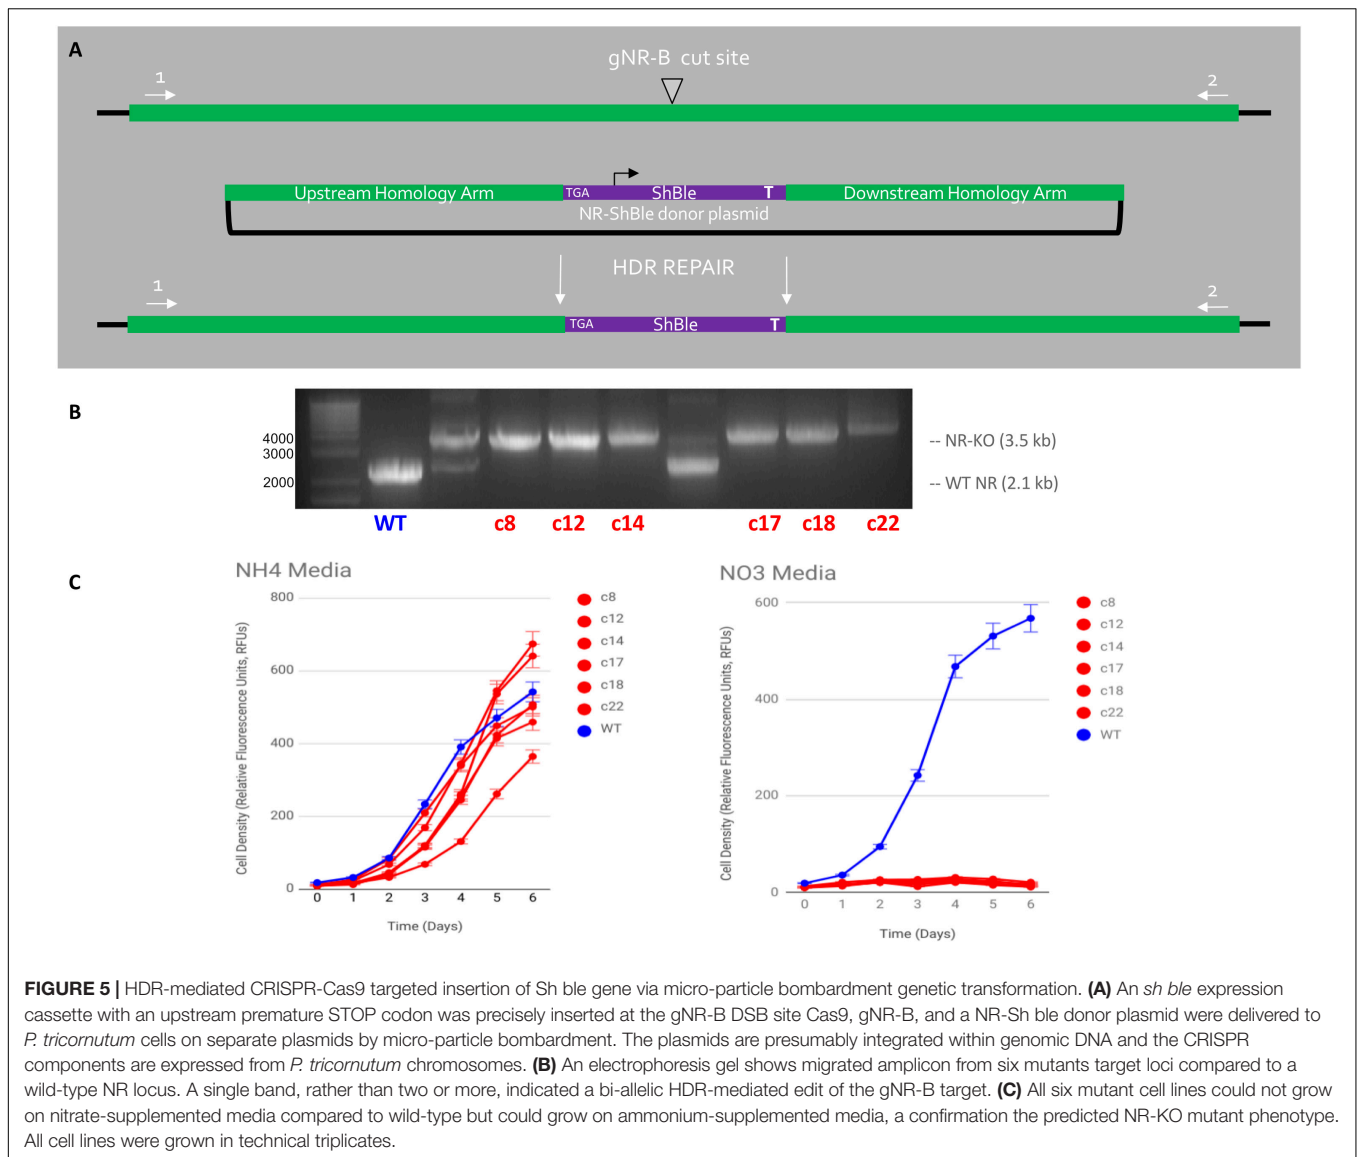 A
gNR-B cut site
1
2
Upstream Homology Arm
TGA
ShBle
T
Downstream Homology Arm
NR-ShBle donor plasmid
HDR REPAIR
1
2
TGA
ShBle
T
B
4000
3000
2000
-- NR-KO (3.5 kb)
-- WT NR (2.1 kb)
WT c8 c12 c14 c17 c18 c22
C
NH4 Media
Cell Density (Relative Fluorescence Units, RFUs)
800
600
400
200
0
0 1 2 3 4 5 6
Time (Days)
c8
c12
c14
c17
c18
c22
WT
NO3 Media
Cell Density (Relative Fluorescence Units, RFUs)
600
400
200
0
0 1 2 3 4 5 6
Time (Days)
c8
c12
c14
c17
c18
c22
WT
FIGURE 5 | HDR-mediated CRISPR-Cas9 targeted insertion of Sh ble gene via micro-particle bombardment genetic transformation. (A) An sh ble expression
cassette with an upstream premature STOP codon was precisely inserted at the gNR-B DSB site Cas9, gNR-B, and a NR-Sh ble donor plasmid were delivered to
P. tricornutum cells on separate plasmids by micro-particle bombardment. The plasmids are presumably integrated within genomic DNA and the CRISPR
components are expressed from P. tricornutum chromosomes. (B) An electrophoresis gel shows migrated amplicon from six mutants target loci compared to a
wild-type NR locus. A single band, rather than two or more, indicated a bi-allelic HDR-mediated edit of the gNR-B target. (C) All six mutant cell lines could not grow
on nitrate-supplemented media compared to wild-type but could grow on ammonium-supplemented media, a confirmation the predicted NR-KO mutant phenotype.
All cell lines were grown in technical triplicates.